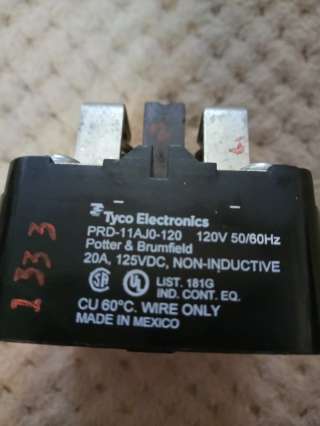 Tyco Electronics
PRD-11AJ0-120 120V 50/60Hz
Potter & Brumfield
20A, 125VDC, NON-INDUCTIVE
LIST. 181G
IND. CONT. EQ.
CU 60°C. WIRE ONLY
MADE IN MEXICO
1333